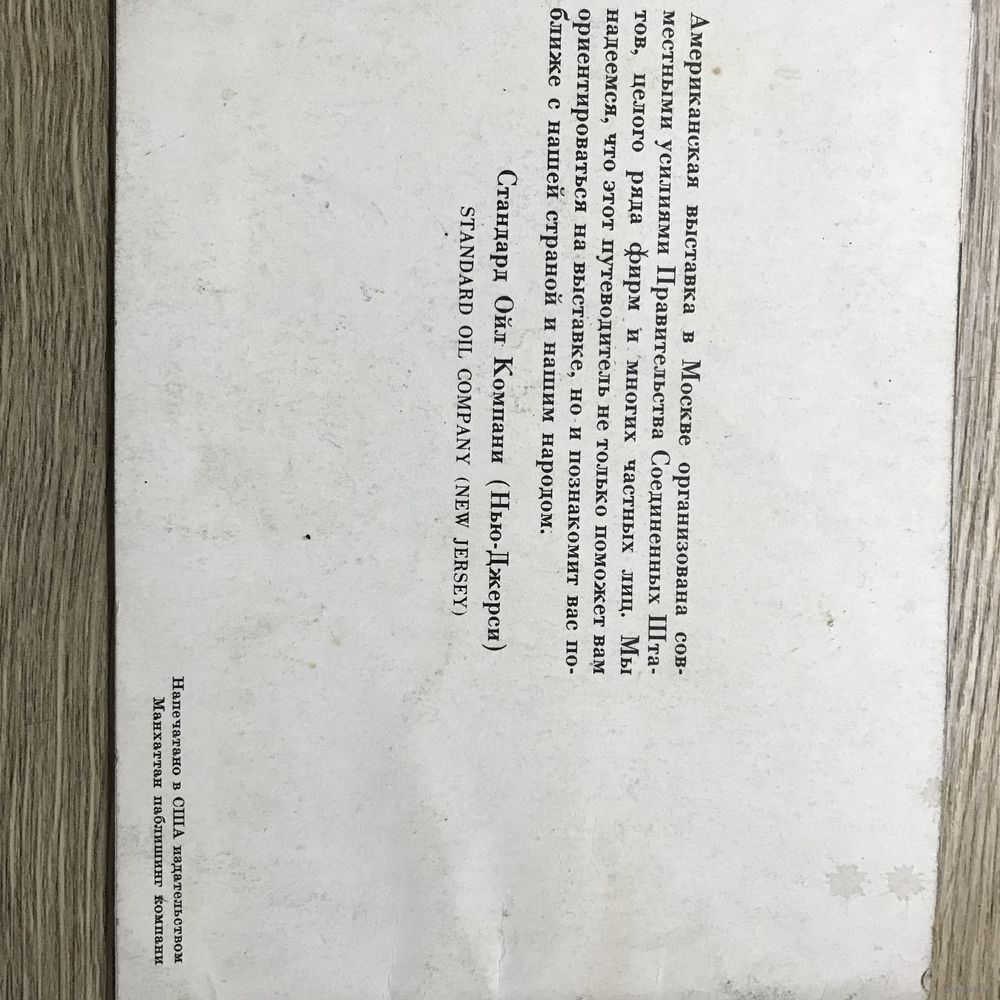 Американская выставка в Москве организована сов-
местными усилиями Правительства Соединенных Шта-
тов, целого ряда фирм и многих частных лиц. Мы
надеемся, что этот путеводитель не только поможет вам
ориентироваться на выставке, но и познакомит вас по-
ближе с нашей страной и нашим народом.
Стандард Ойл Компани (Нью-Джерси)
STANDARD OIL COMPANY (NEW JERSEY)
Напечатано в США издательством
Манхаттан паблишинг компани